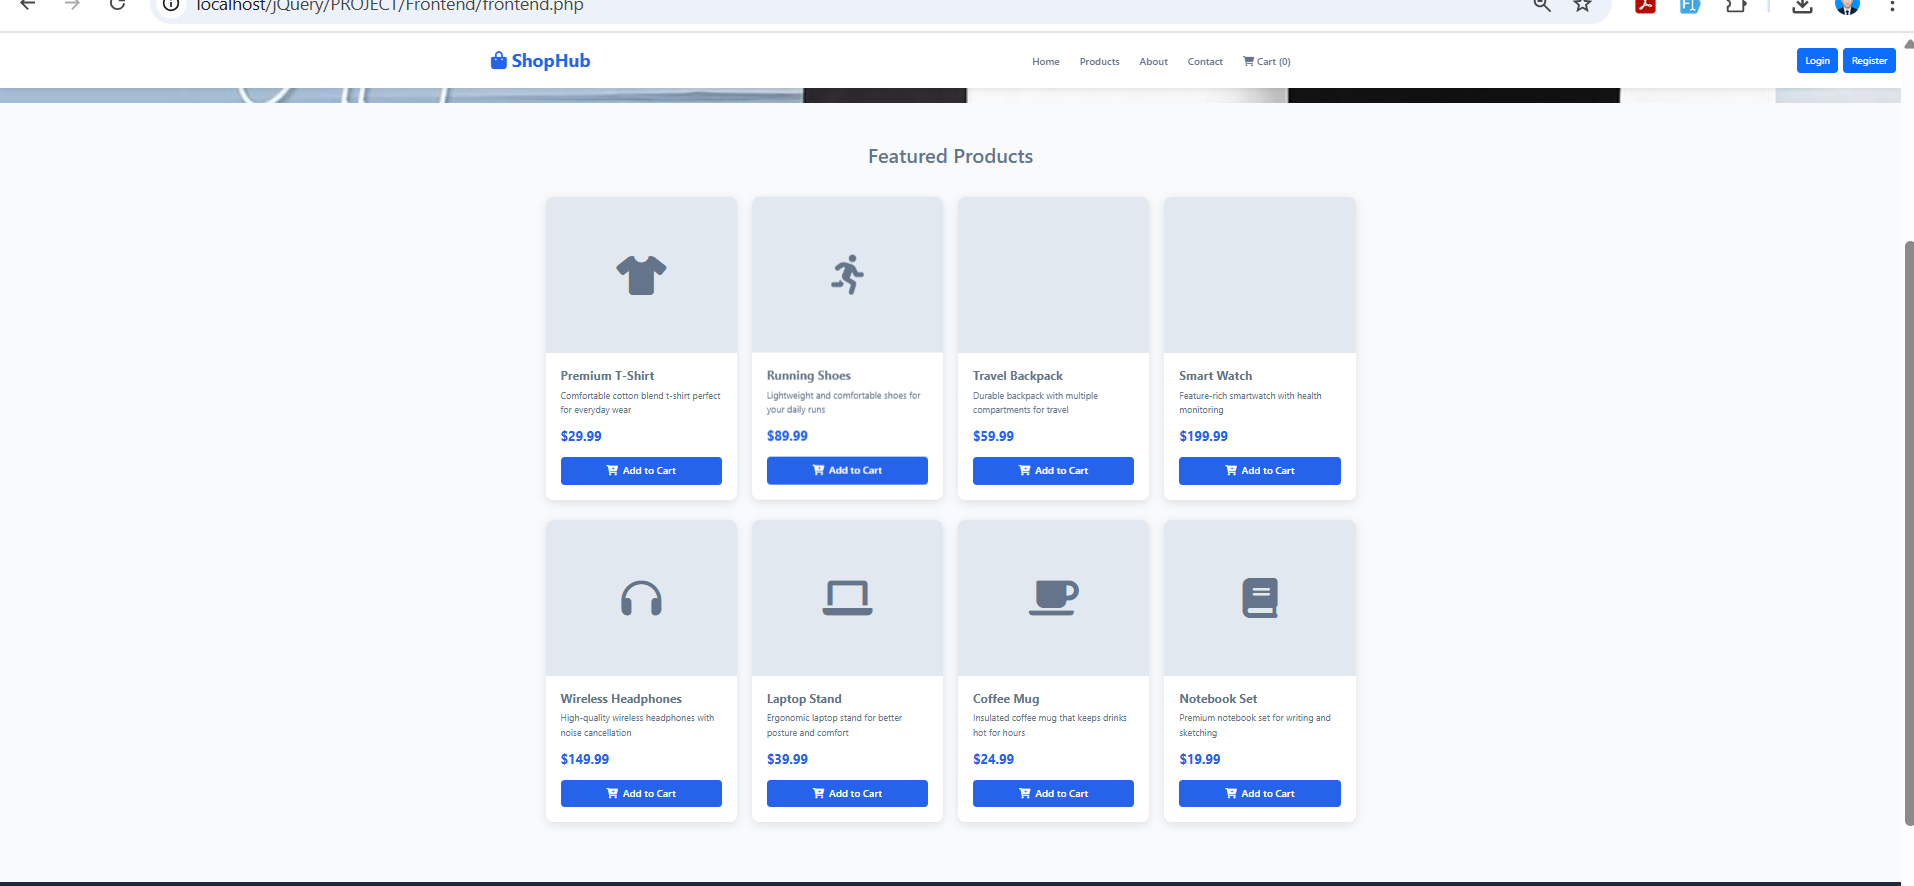 localhost/jQuery/PROJECT/Frontend/frontend.php
ShopHub
Home Products About Contact Cart (0)
Login Register
Featured Products
Premium T-Shirt
Comfortable cotton blend t-shirt perfect
for everyday wear
$29.99
Add to Cart
Running Shoes
Lightweight and comfortable shoes for
your daily runs
$89.99
Add to Cart
Travel Backpack
Durable backpack with multiple
compartments for travel
$59.99
Add to Cart
Smart Watch
Feature-rich smartwatch with health
monitoring
$199.99
Add to Cart
Wireless Headphones
High-quality wireless headphones with
noise cancellation
$149.99
Add to Cart
Laptop Stand
Ergonomic laptop stand for better
posture and comfort
$39.99
Add to Cart
Coffee Mug
Insulated coffee mug that keeps drinks
hot for hours
$24.99
Add to Cart
Notebook Set
Premium notebook set for writing and
sketching
$19.99
Add to Cart